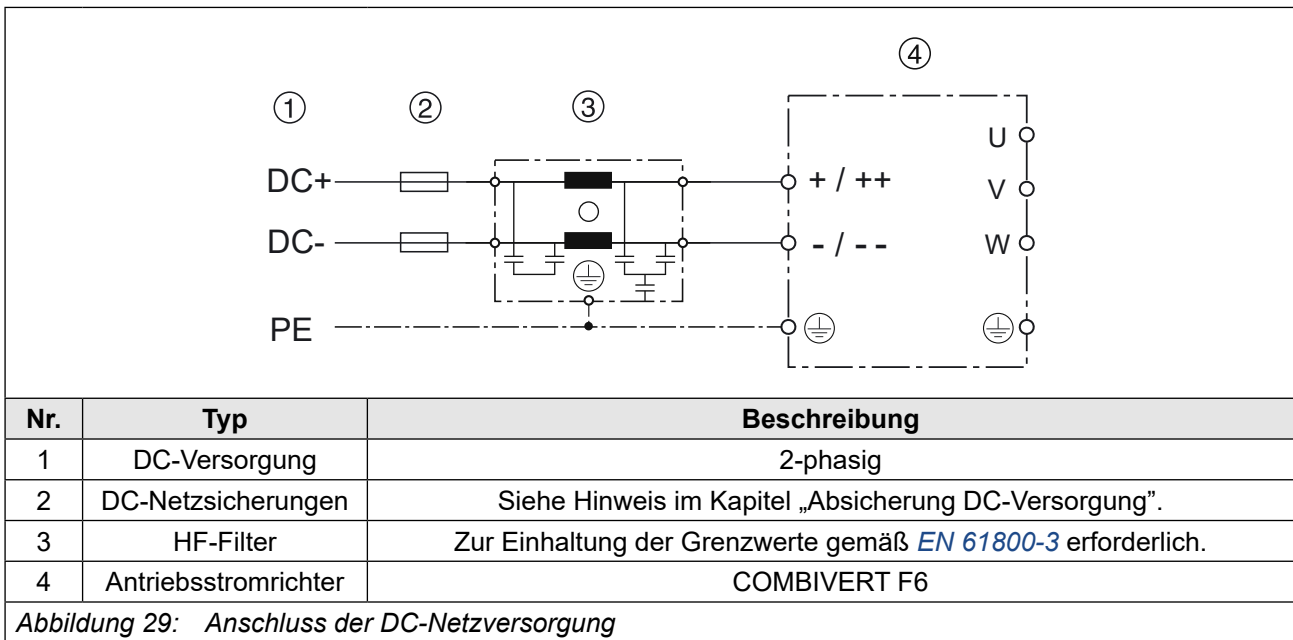 ④
① ② ③
U
DC+ + / ++ V
DC- - / - - W
PE
Nr. Typ Beschreibung
1 DC-Versorgung 2-phasig
2 DC-Netzsicherungen Siehe Hinweis im Kapitel „Absicherung DC-Versorgung”.
3 HF-Filter Zur Einhaltung der Grenzwerte gemäß EN 61800-3 erforderlich.
4 Antriebsstromrichter COMBIVERT F6
Abbildung 29: Anschluss der DC-Netzversorgung